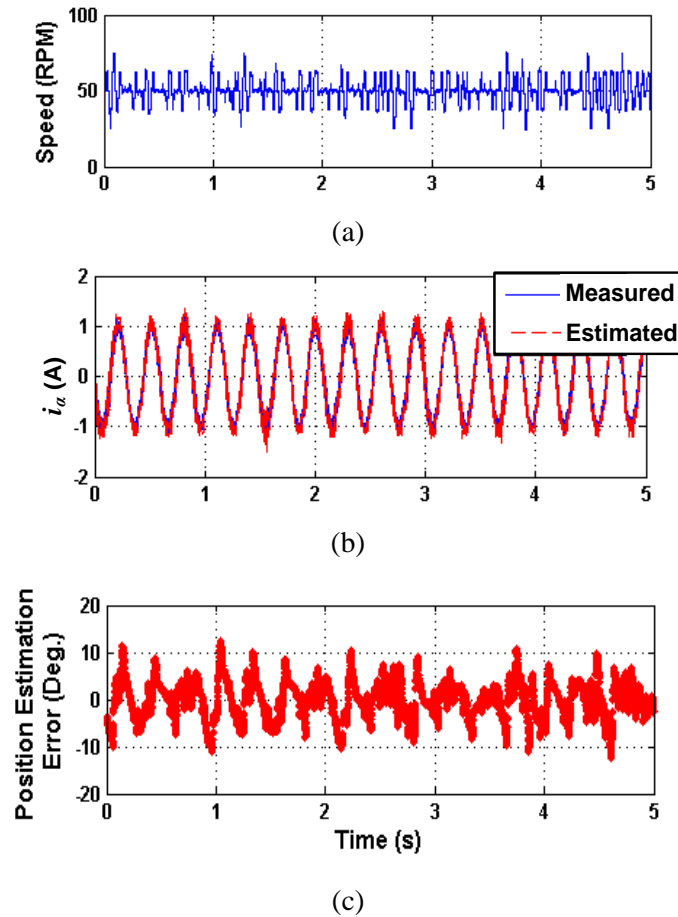 100
50
0
Speed (RPM)
0 1 2 3 4 5
(a)
2
1
0
-1
-2
iα (A)
Measured
Estimated
0 1 2 3 4 5
(b)
20
10
0
-10
-20
Position Estimation
Error (Deg.)
0 1 2 3 4 5
Time (s)
(c)